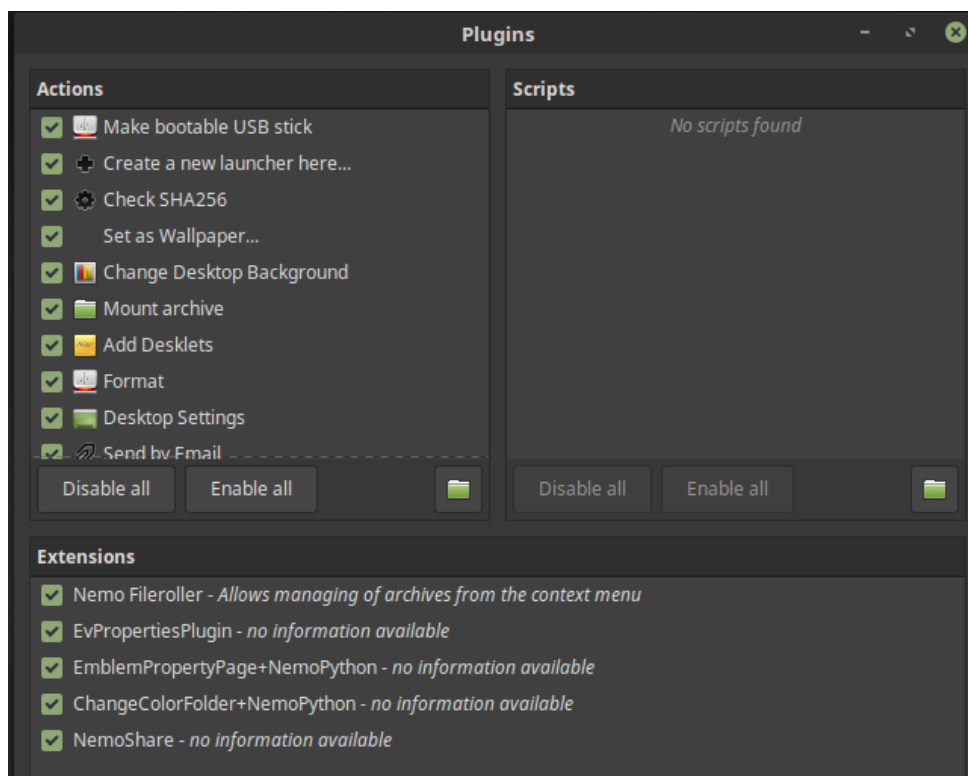 Plugins
Actions
Make bootable USB stick
Create a new launcher here...
Check SHA256
Set as Wallpaper...
Change Desktop Background
Mount archive
Add Desklets
Format
Desktop Settings
Send by Email
Disable all
Enable all
Scripts
No scripts found
Disable all
Enable all
Extensions
Nemo Fileroller - Allows managing of archives from the context menu
EvPropertiesPlugin - no information available
EmblemPropertyPage+NemoPython - no information available
ChangeColorFolder+NemoPython - no information available
NemoShare - no information available